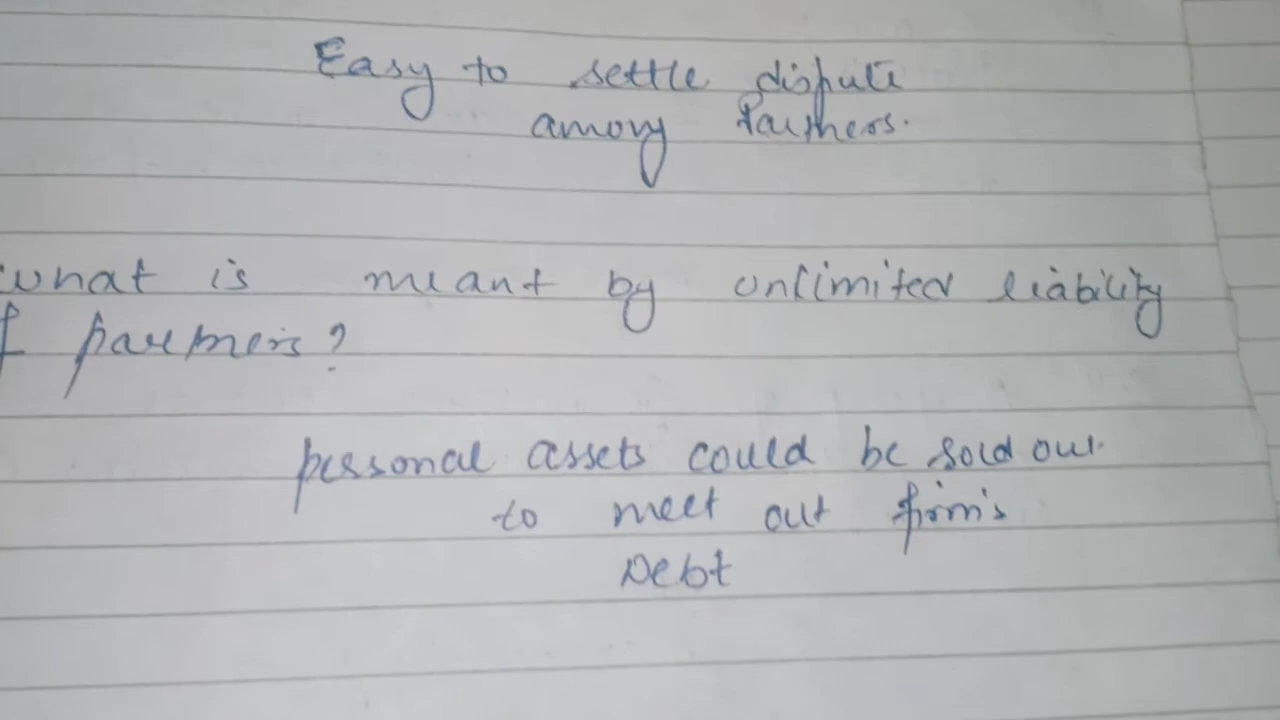 Easy to settle dispute
among Partners.
what is meant by unlimited liability
f partners?
personal assets could be sold out
to meet out firm's
Debt